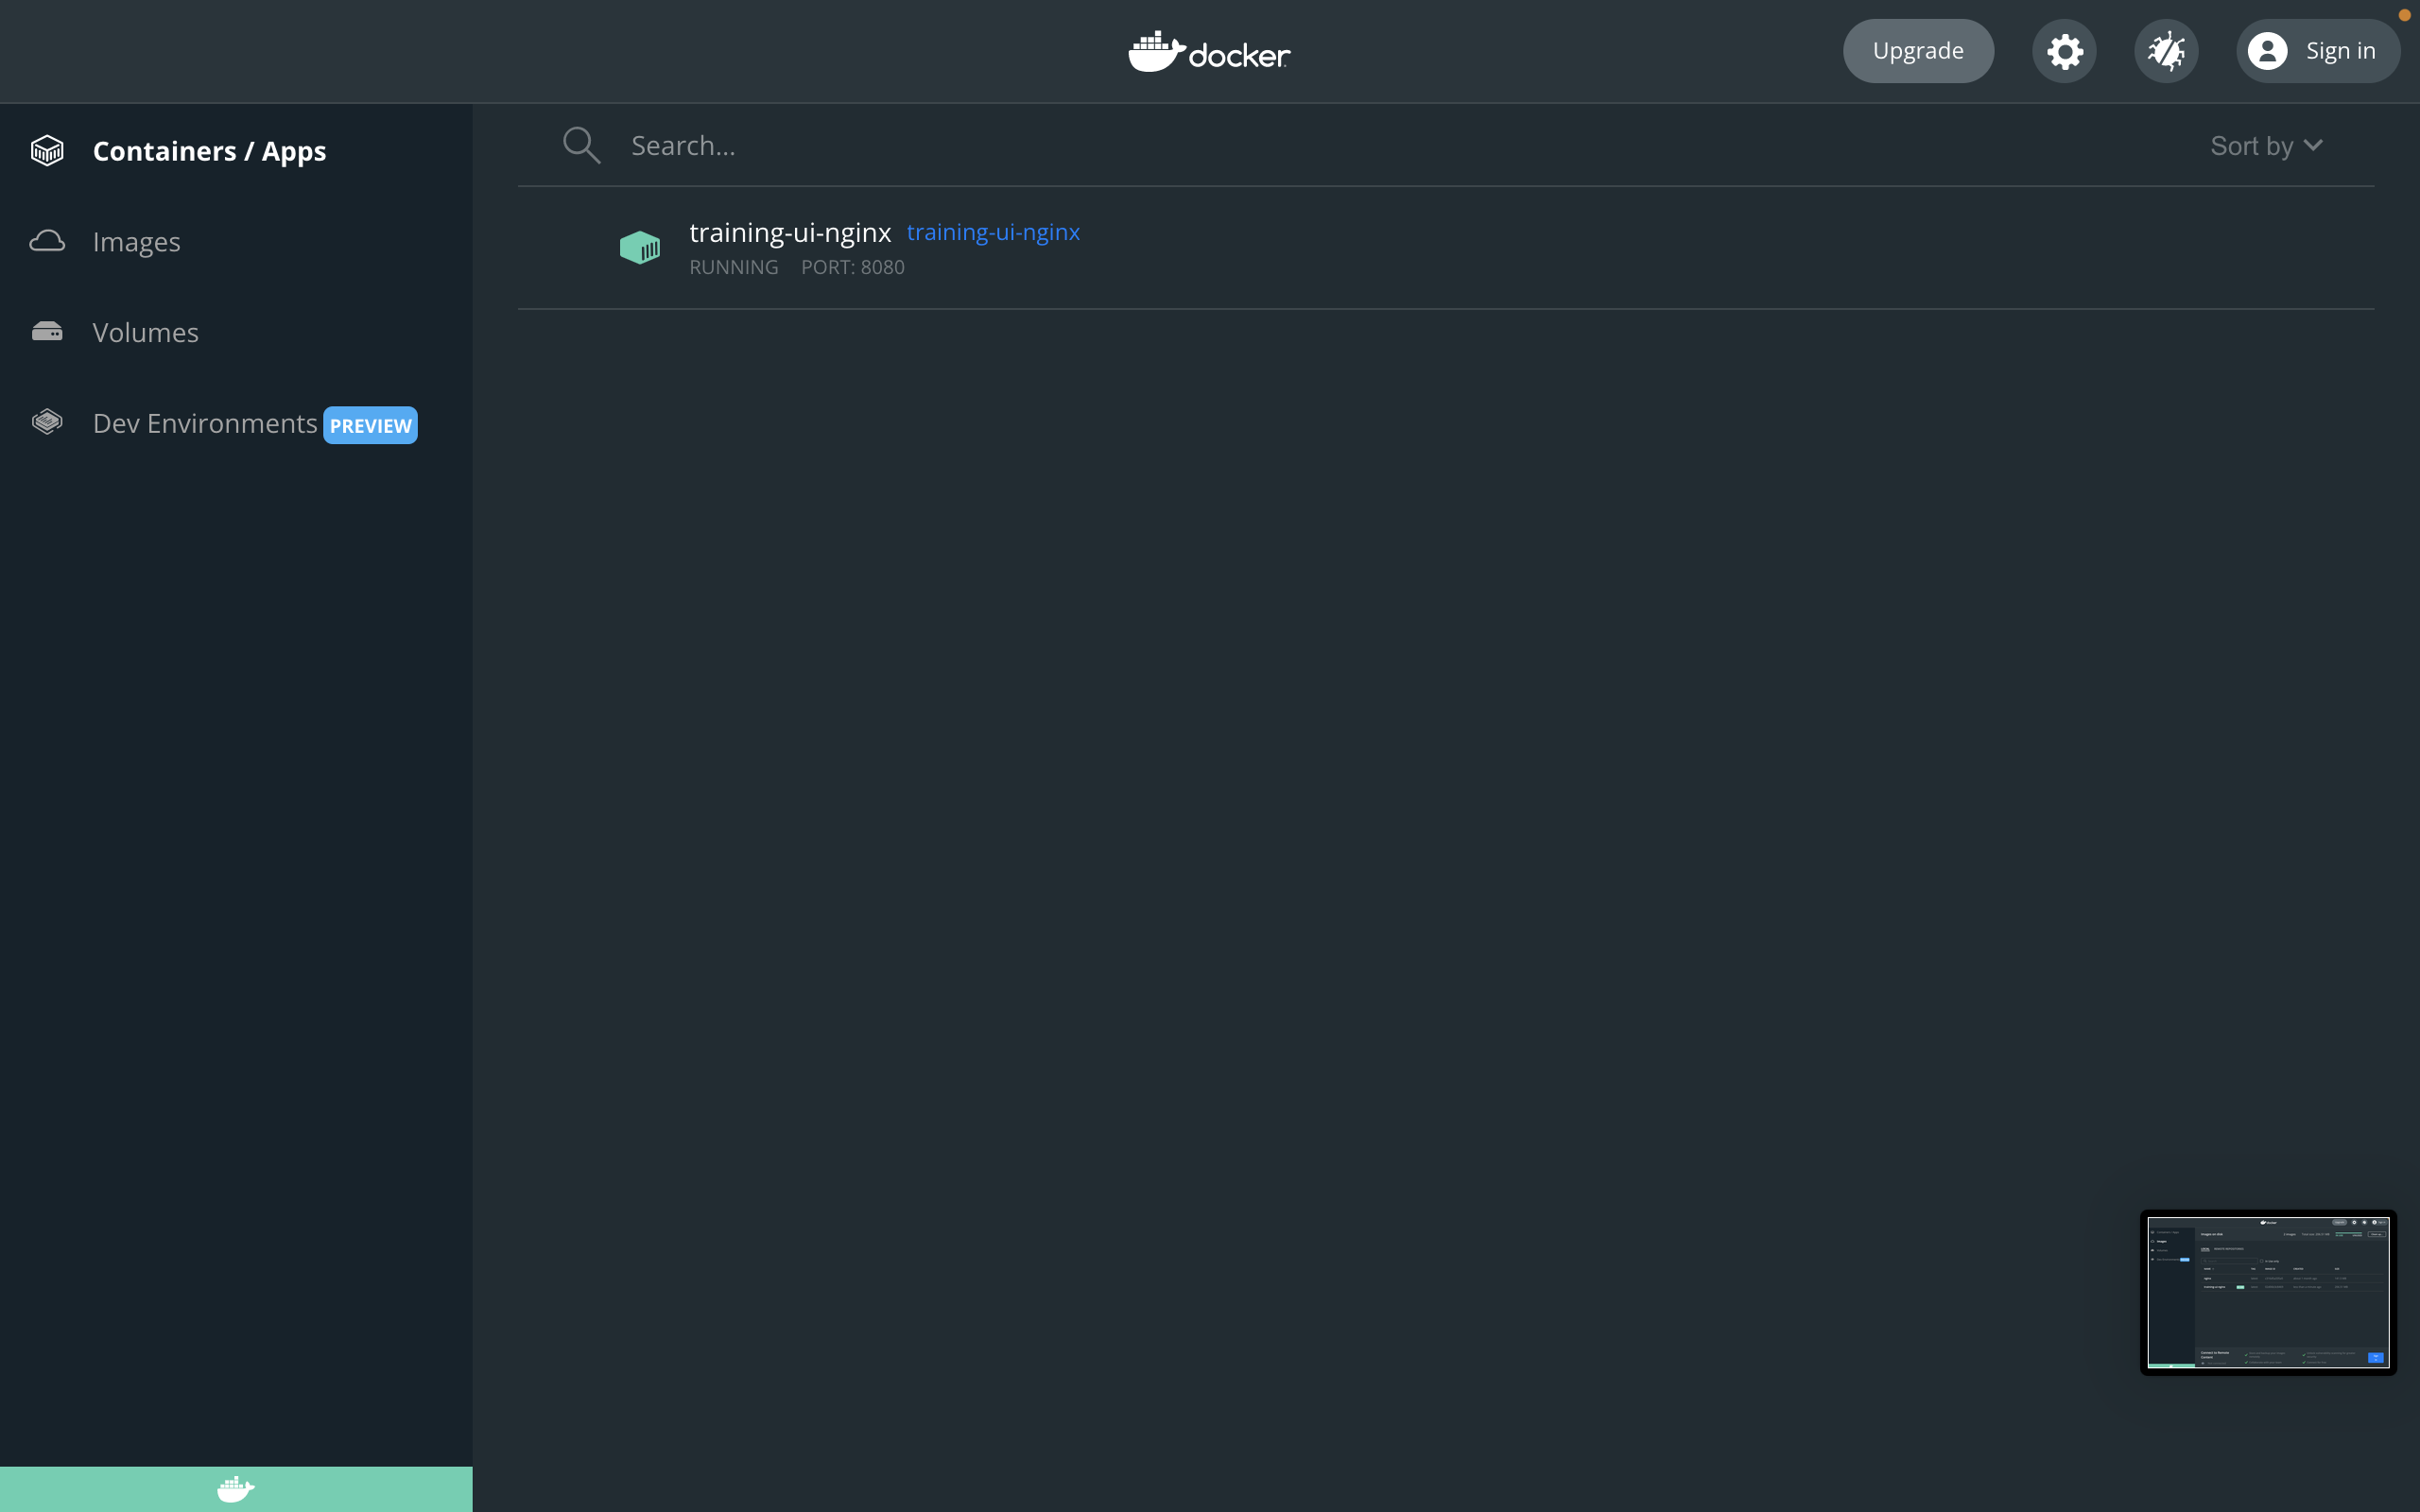 docker
Upgrade
Sign in
Containers / Apps
Images
Volumes
Dev Environments PREVIEW
Search...
Sort by
training-ui-nginx training-ui-nginx
RUNNING PORT: 8080